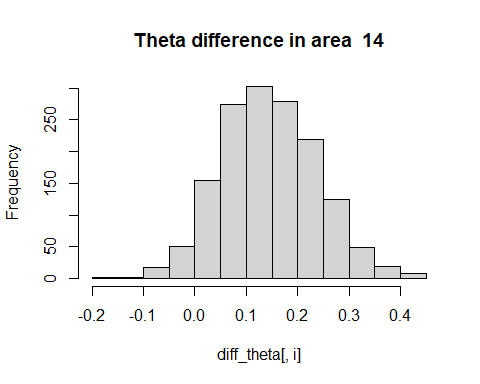 Theta difference in area  14
Frequency
250
150
50
0
-0.2 -0.1 0.0 0.1 0.2 0.3 0.4
diff_theta[, i]